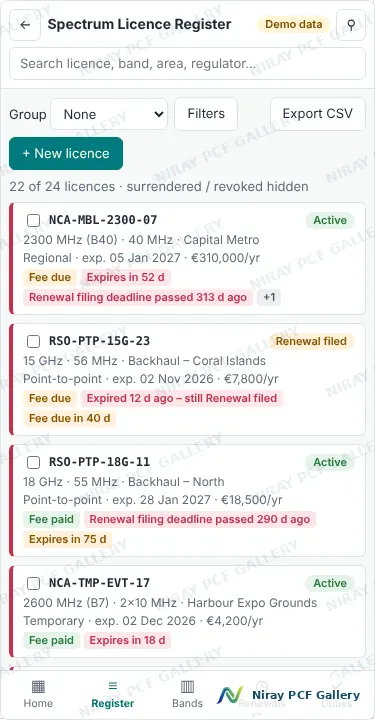 ← Spectrum Licence Register Demo data
Search licence, band, area, regulator...
Group None Filters Export CSV
+ New licence
22 of 24 licences · surrendered / revoked hidden
NCA-MBL-2300-07 Active
2300 MHz (B40) · 40 MHz · Capital Metro
Regional · exp. 05 Jan 2027 · €310,000/yr
Fee due Expires in 52 d
Renewal filing deadline passed 313 d ago +1
RSO-PTP-15G-23 Renewal filed
15 GHz · 56 MHz · Backhaul – Coral Islands
Point-to-point · exp. 02 Nov 2026 · €7,800/yr
Fee due Expired 12 d ago – still Renewal filed
Fee due in 40 d
RSO-PTP-18G-11 Active
18 GHz · 55 MHz · Backhaul – North
Point-to-point · exp. 28 Jan 2027 · €18,500/yr
Fee paid Renewal filing deadline passed 290 d ago
Expires in 75 d
NCA-TMP-EVT-17 Active
2600 MHz (B7) · 2×10 MHz · Harbour Expo Grounds
Temporary · exp. 02 Dec 2026 · €4,200/yr
Fee paid Expires in 18 d
Home Register Bands Renewals Duties
Niray PCF Gallery
NIRAY PCF GALLERY